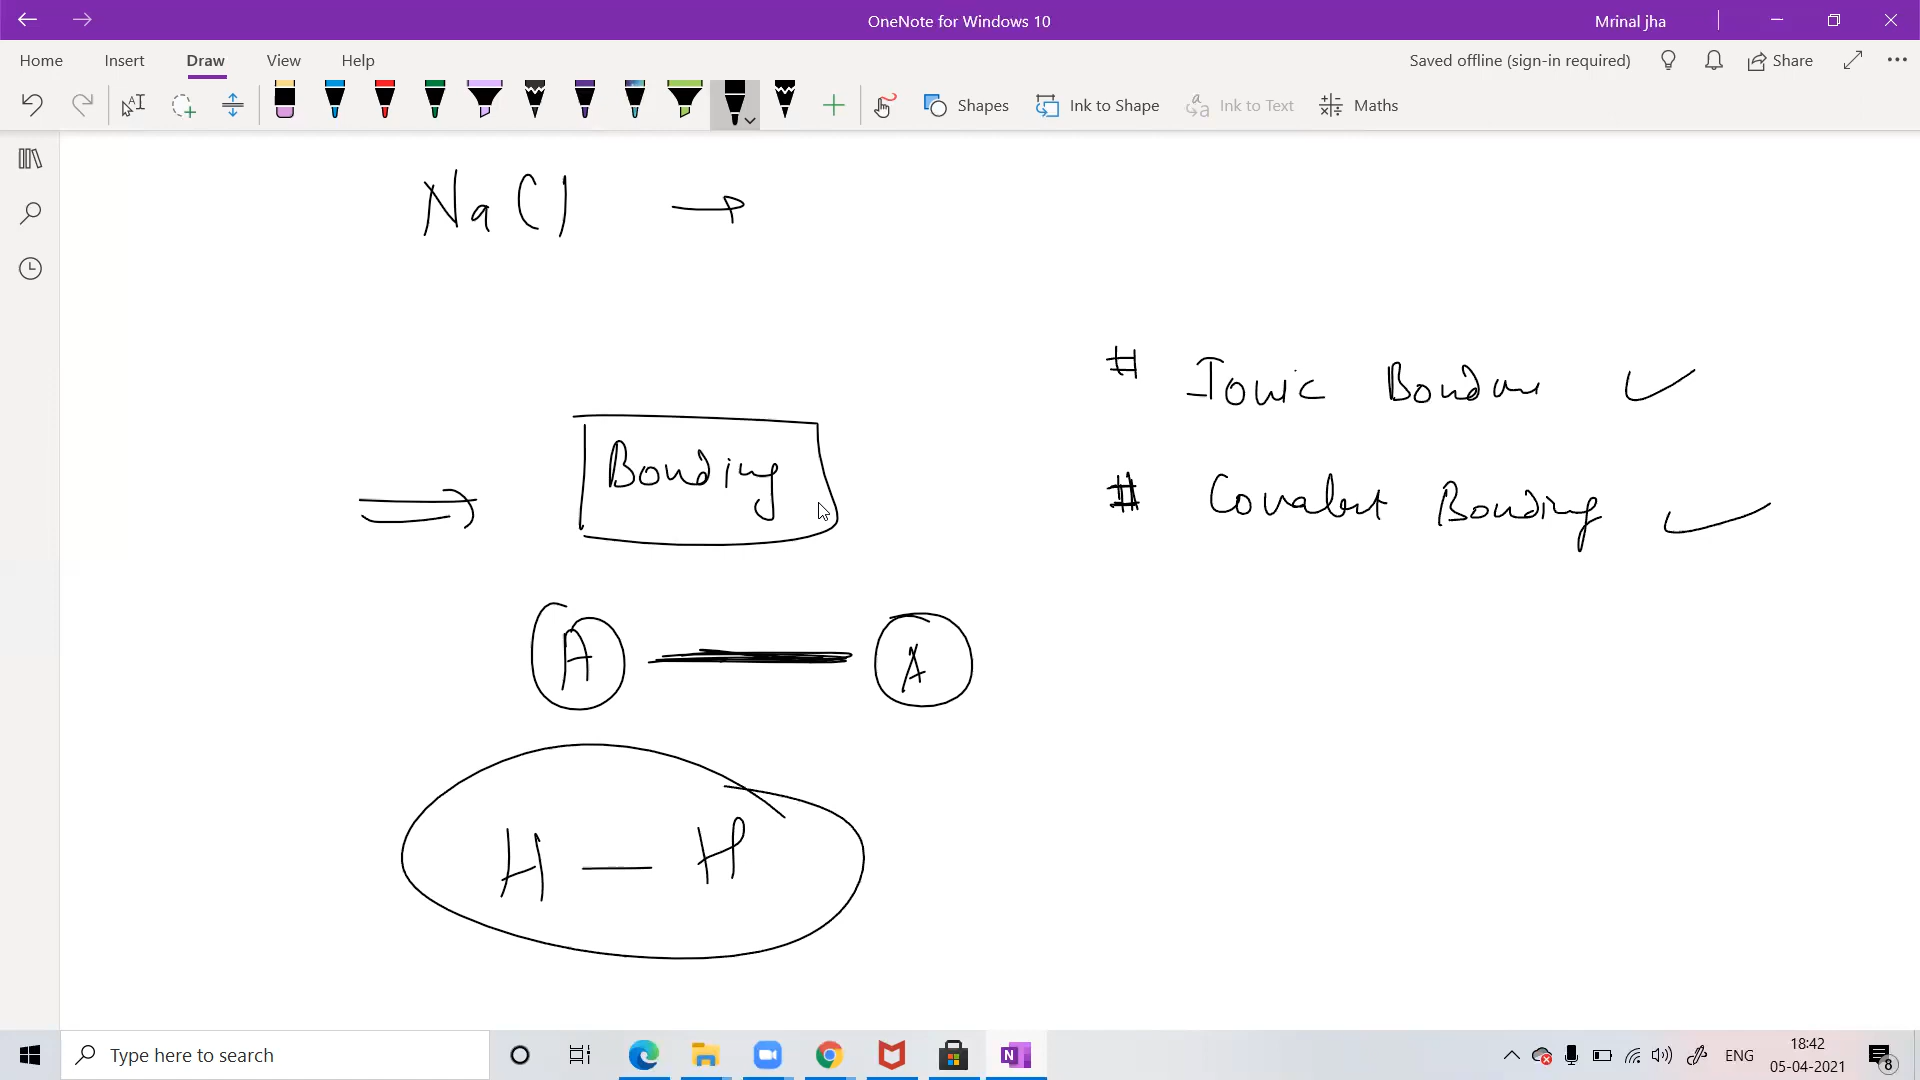 OneNote for Windows 10
Mrinal jha
Home Insert Draw View Help
Saved offline (sign-in required) Share
Shapes Ink to Shape Ink to Text Maths
NaCl →
# Ionic
⇒ Bonding
# Covalent Bonding ✓
A — A
H — H
Type here to search
ENG
18:42
05-04-2021
8